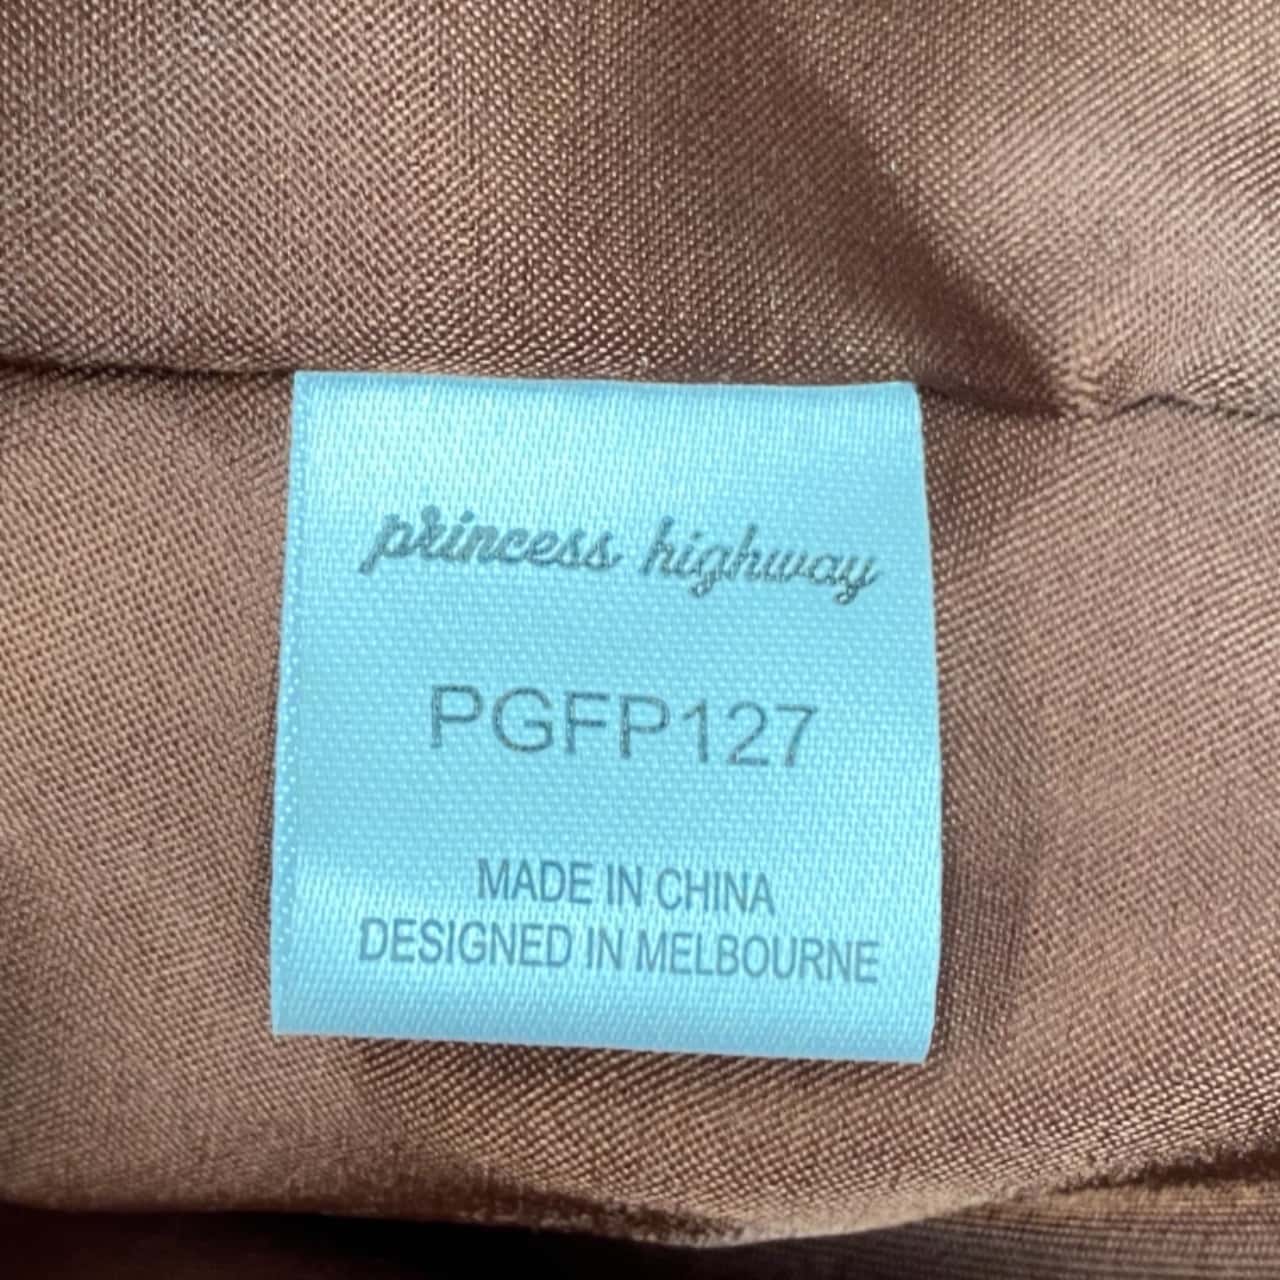 princess highway
PGFP127
MADE IN CHINA
DESIGNED IN MELBOURNE